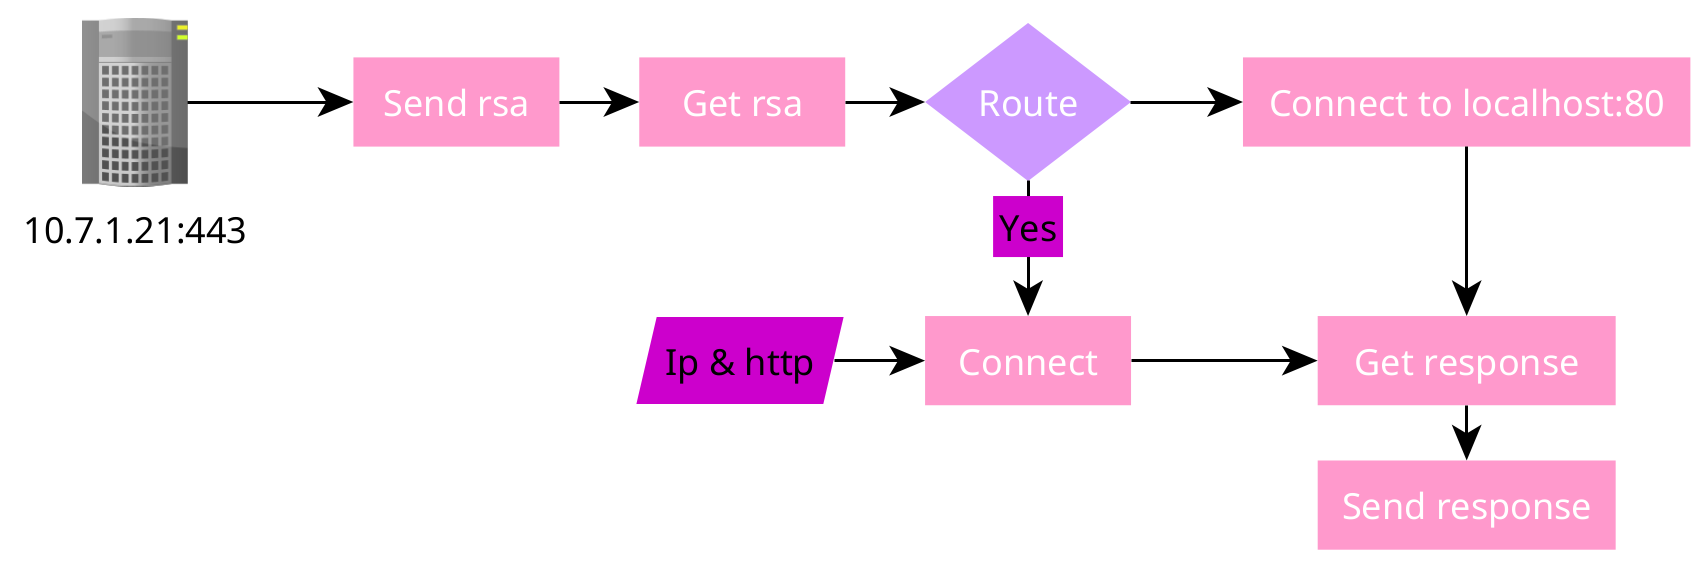 Send rsa
Get rsa
Route
Connect to localhost:80
10.7.1.21:443
Yes
Ip & http
Connect
Get response
Send response